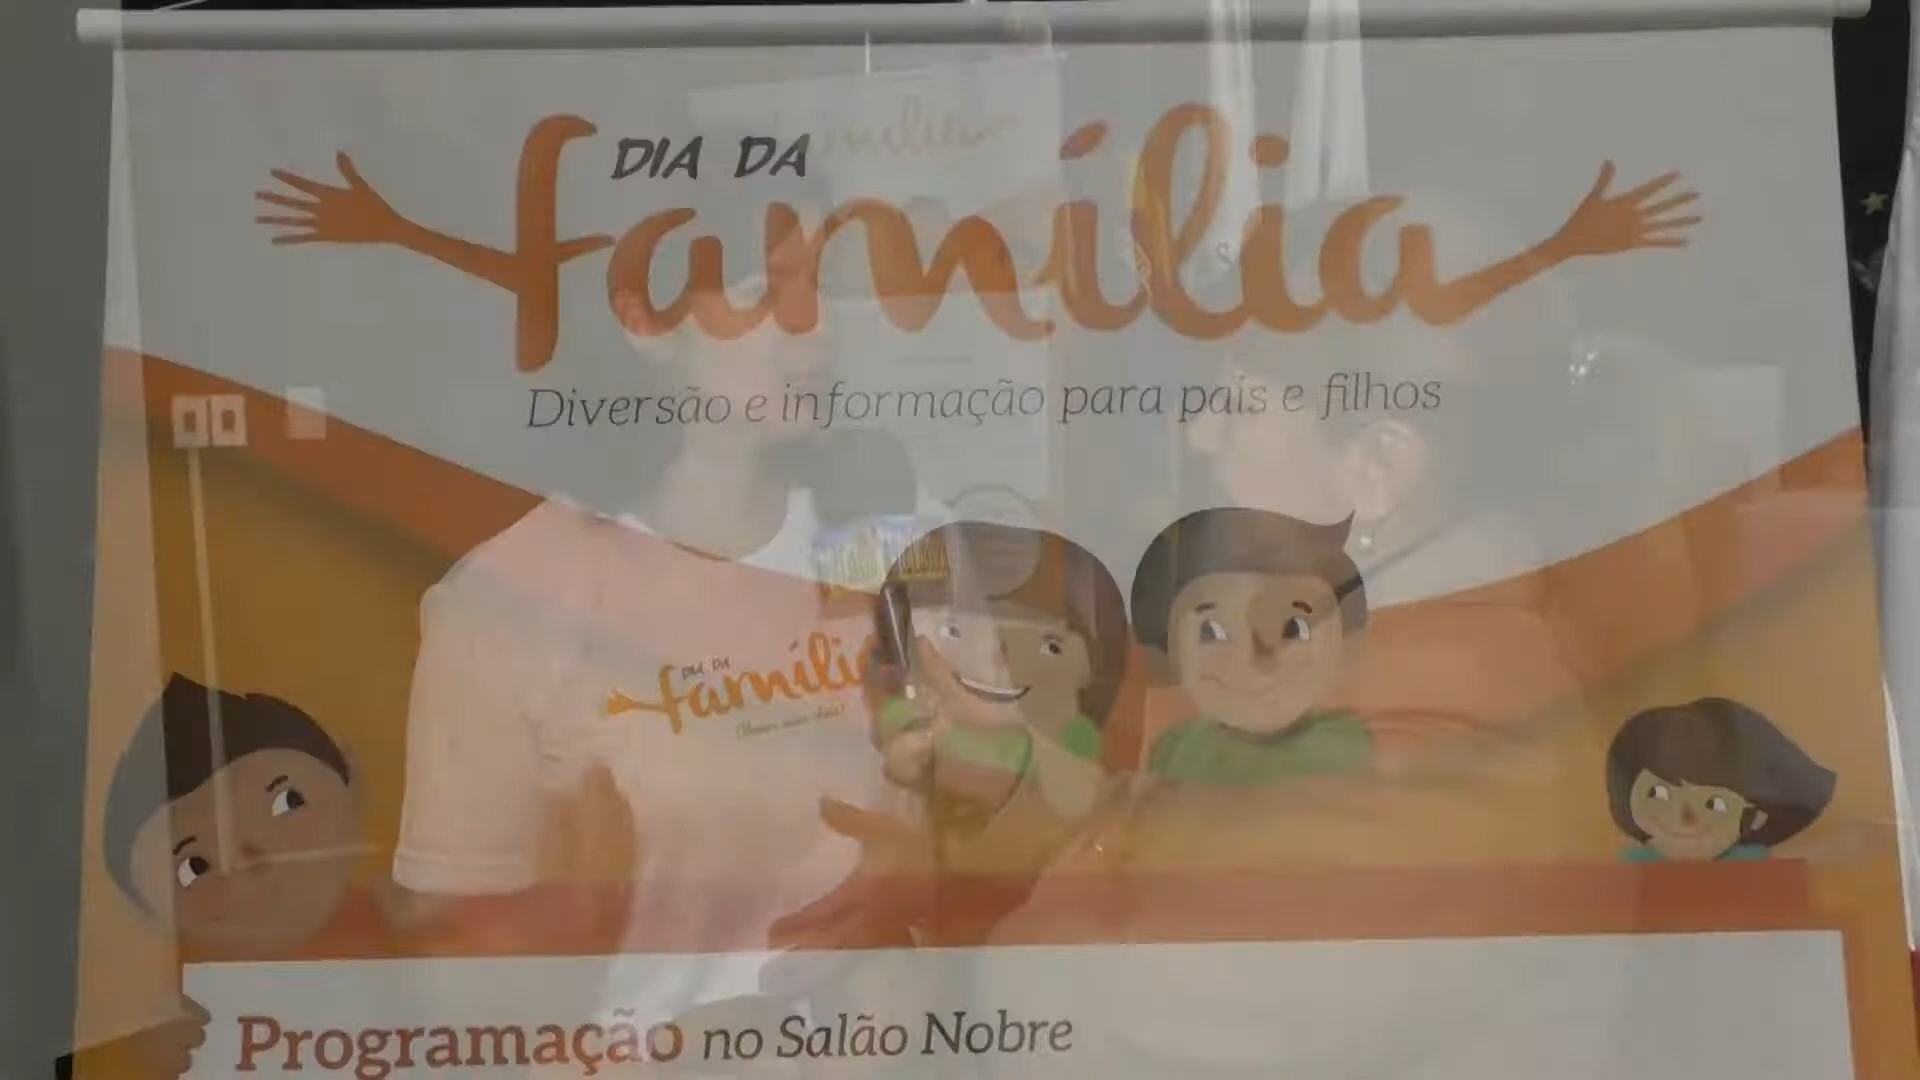 DIA DA
família
Diversão e informação para pais e filhos
DIA DA
família
Programação no Salão Nobre